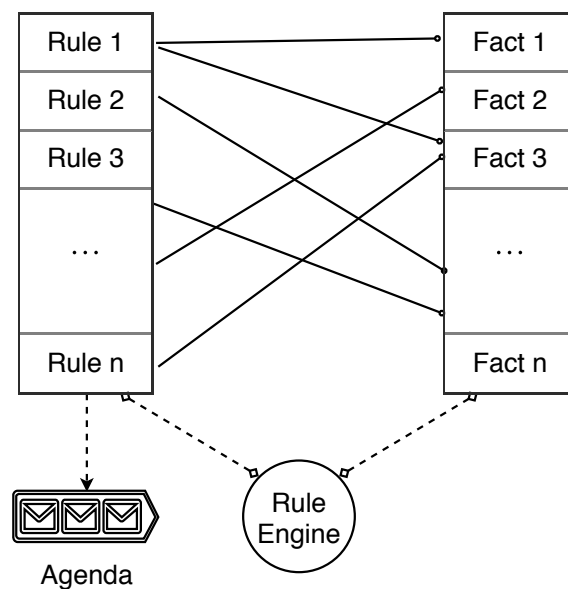 Rule 1
Rule 2
Rule 3
...
Rule n
Fact 1
Fact 2
Fact 3
...
Fact n
Rule
Engine
Agenda